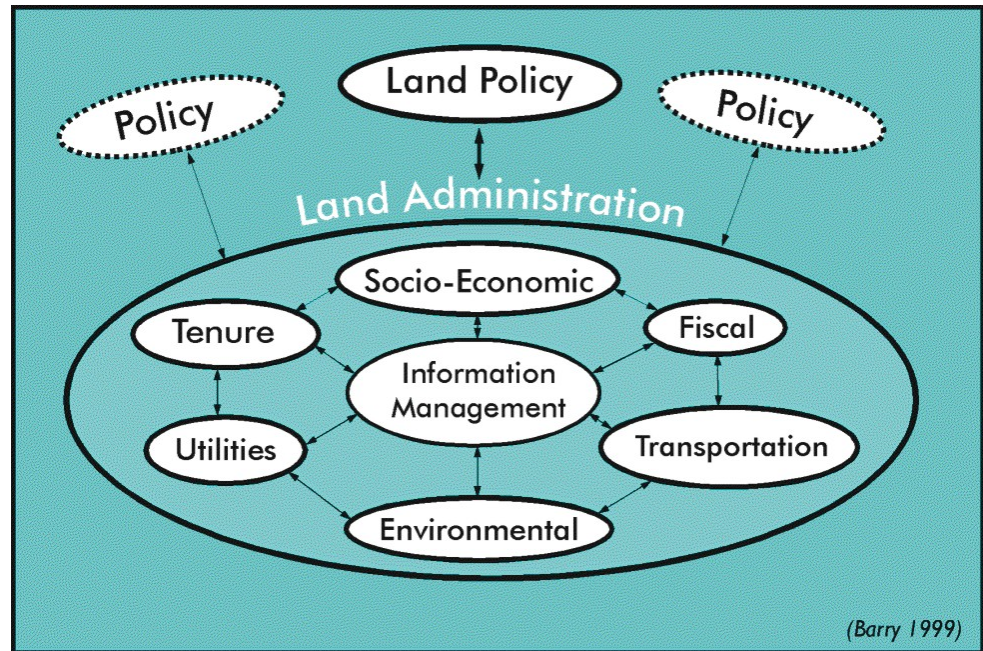 Land Policy
Policy
Policy
Land Administration
Socio-Economic
Tenure
Fiscal
Information
Management
Utilities
Transportation
Environmental
(Barry 1999)